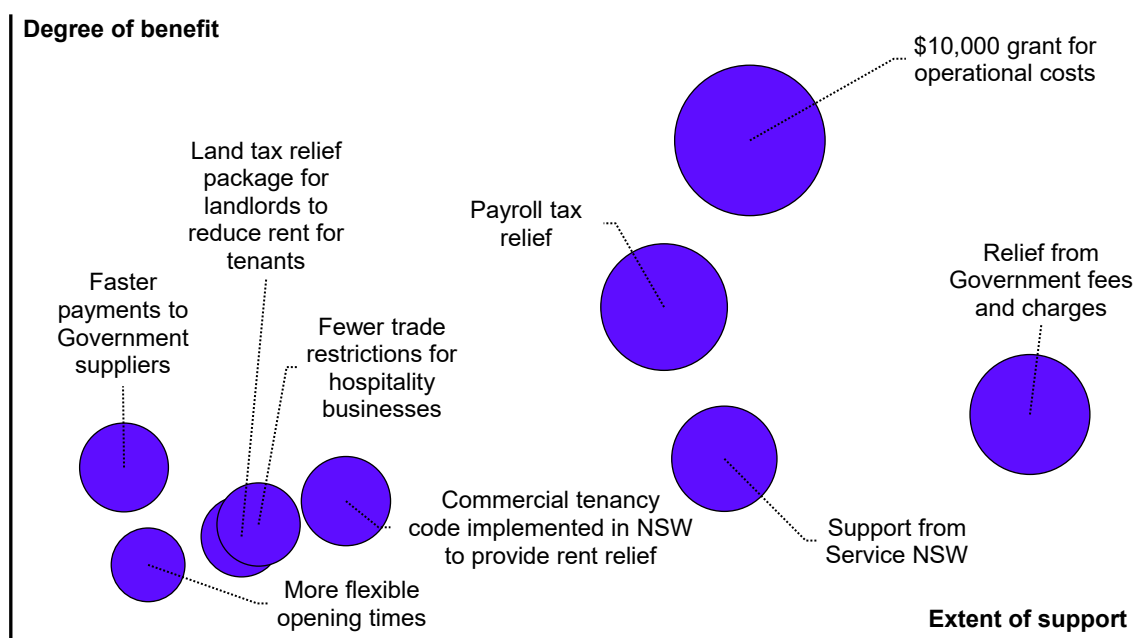 Degree of benefit
$10,000 grant for
operational costs
Land tax relief
package for
landlords to
reduce rent for
tenants
Payroll tax
relief
Relief from
Government fees
and charges
Faster
payments to
Government
suppliers
Fewer trade
restrictions for
hospitality
businesses
Commercial tenancy
code implemented in NSW
to provide rent relief
Support from
Service NSW
More flexible
opening times
Extent of support